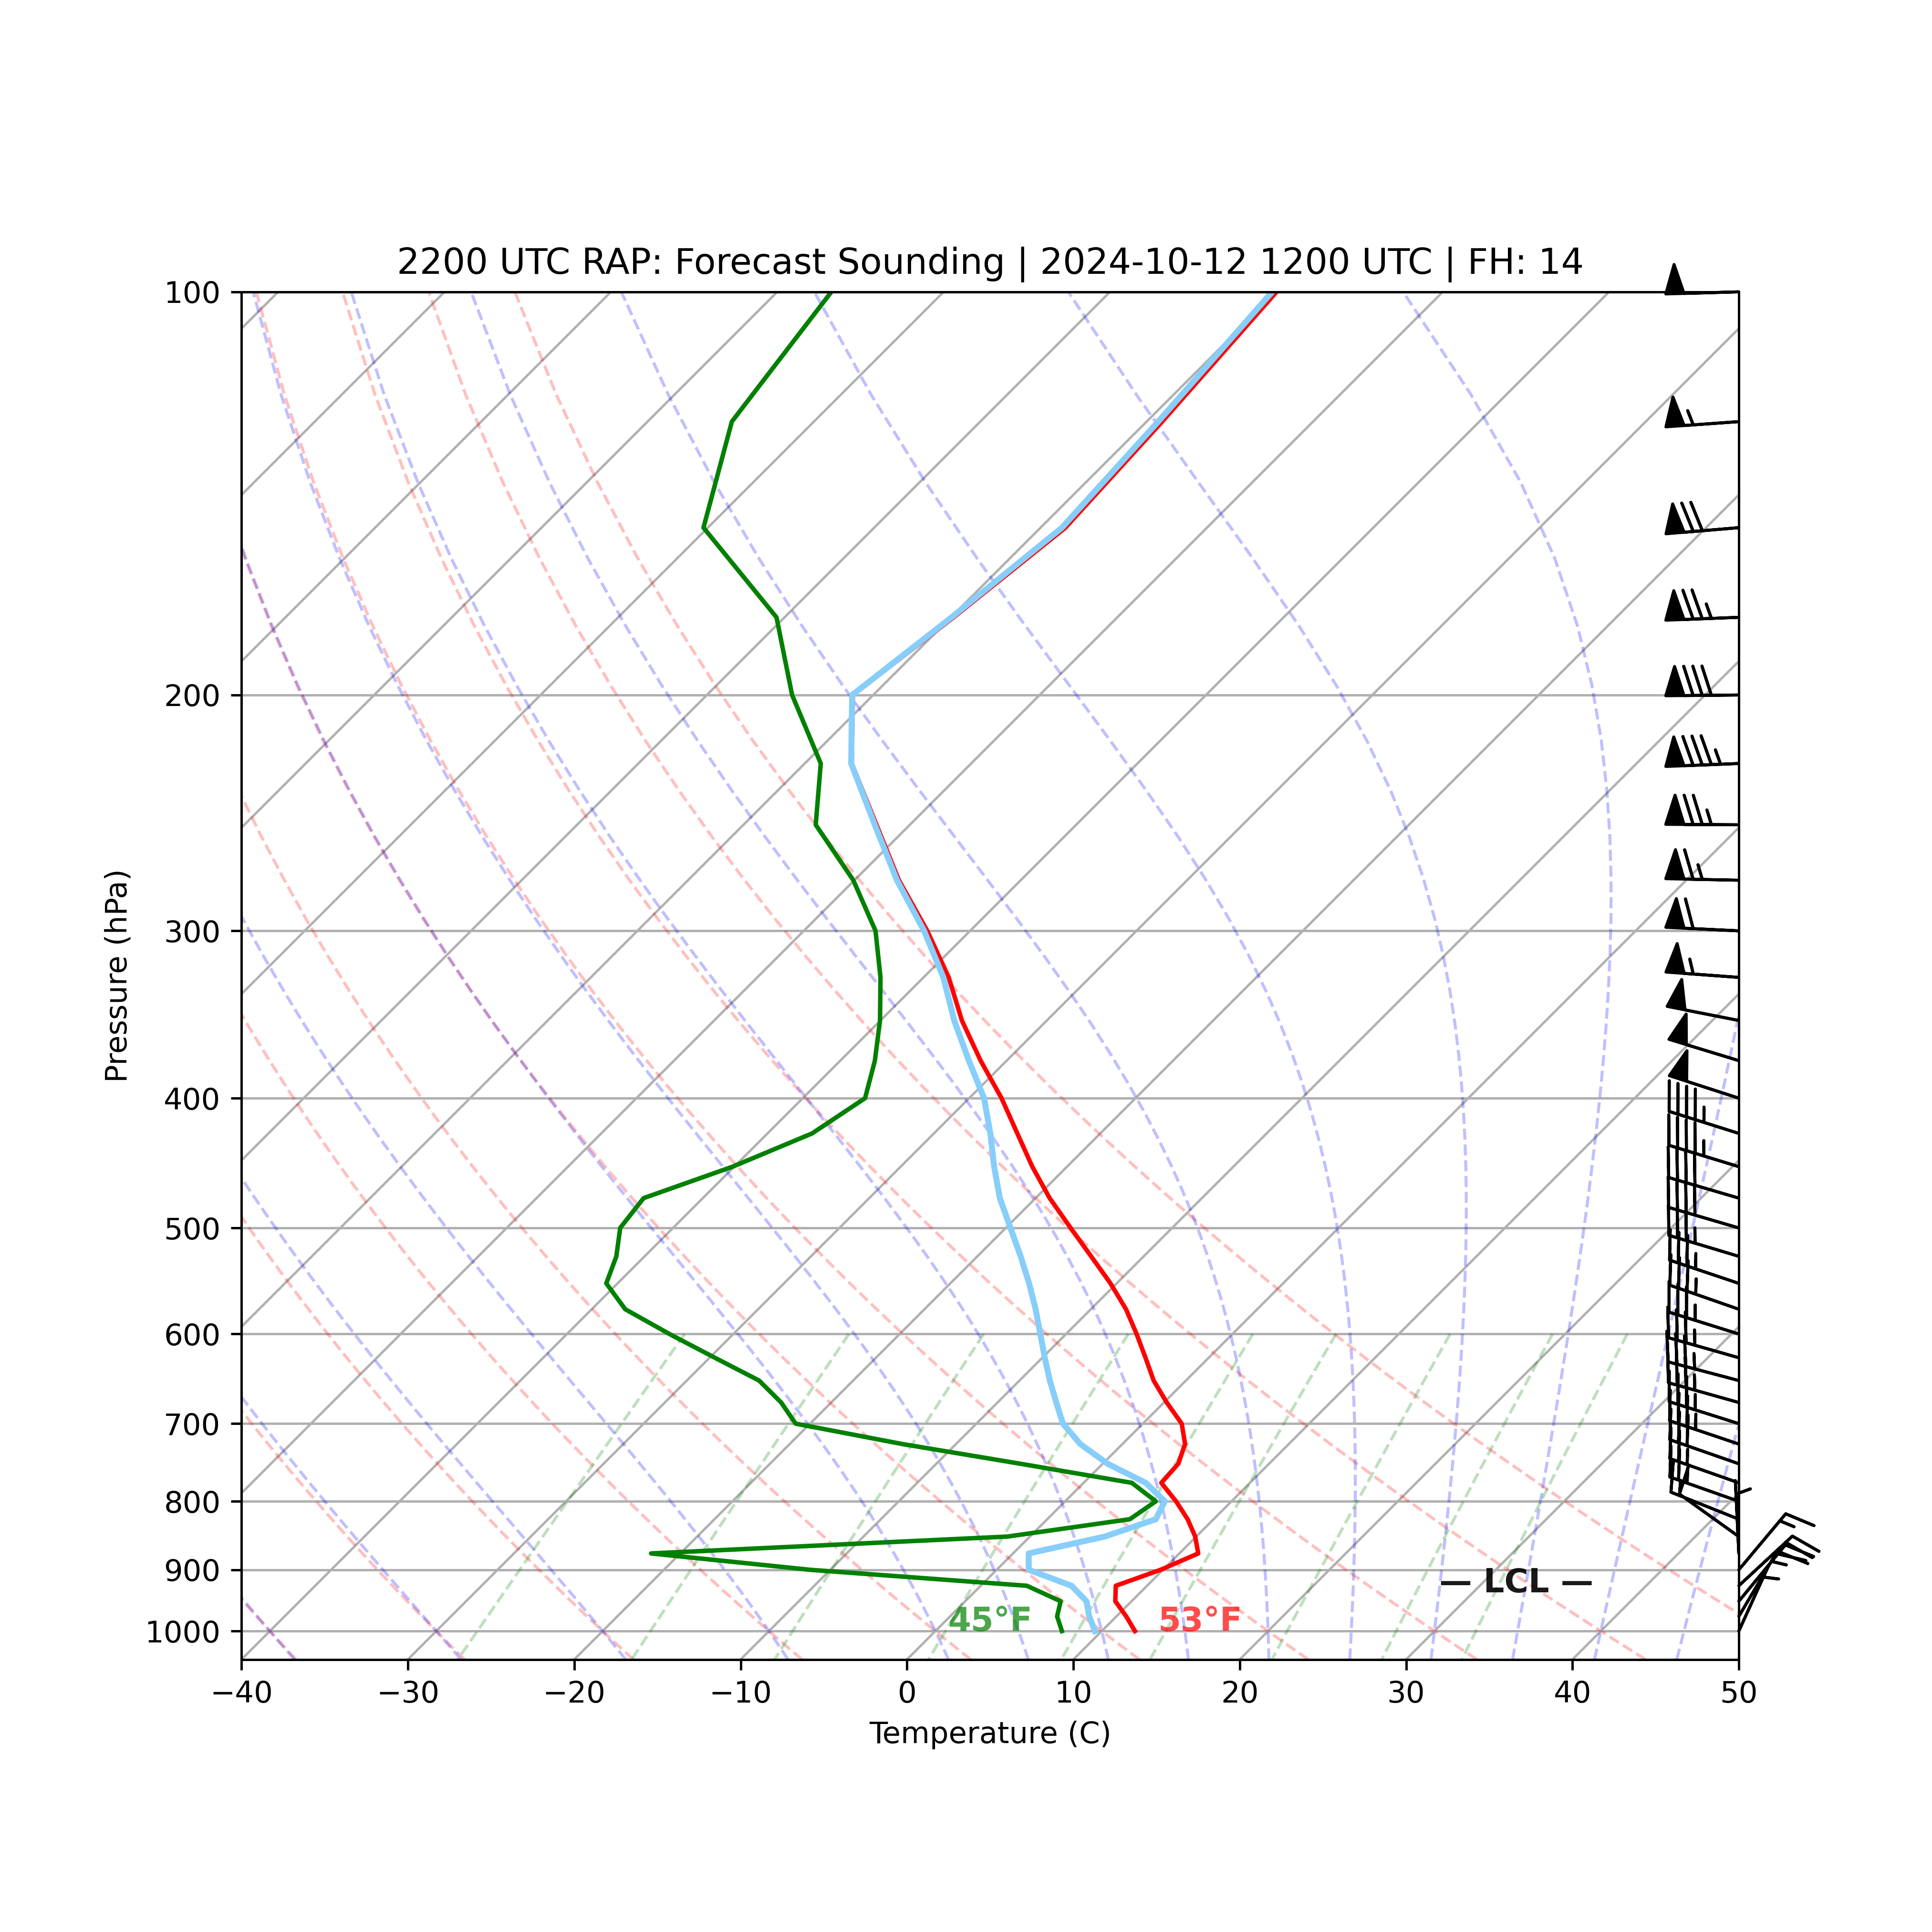 2200 UTC RAP: Forecast Sounding | 2024-10-12 1200 UTC | FH: 14
100
200
300
400
500
600
700
800
900
1000
Pressure (hPa)
— LCL —
45°F
53°F
−40 −30 −20 −10 0 10 20 30 40 50
Temperature (C)